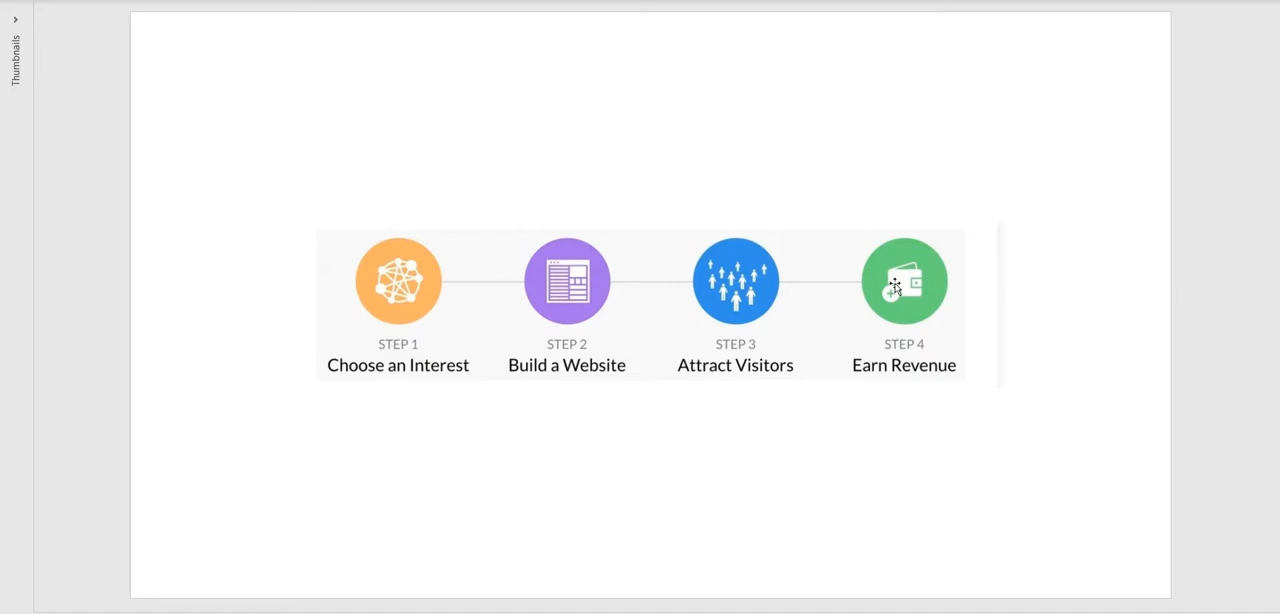 Thumbnails
STEP 1
Choose an Interest
STEP 2
Build a Website
STEP 3
Attract Visitors
STEP 4
Earn Revenue